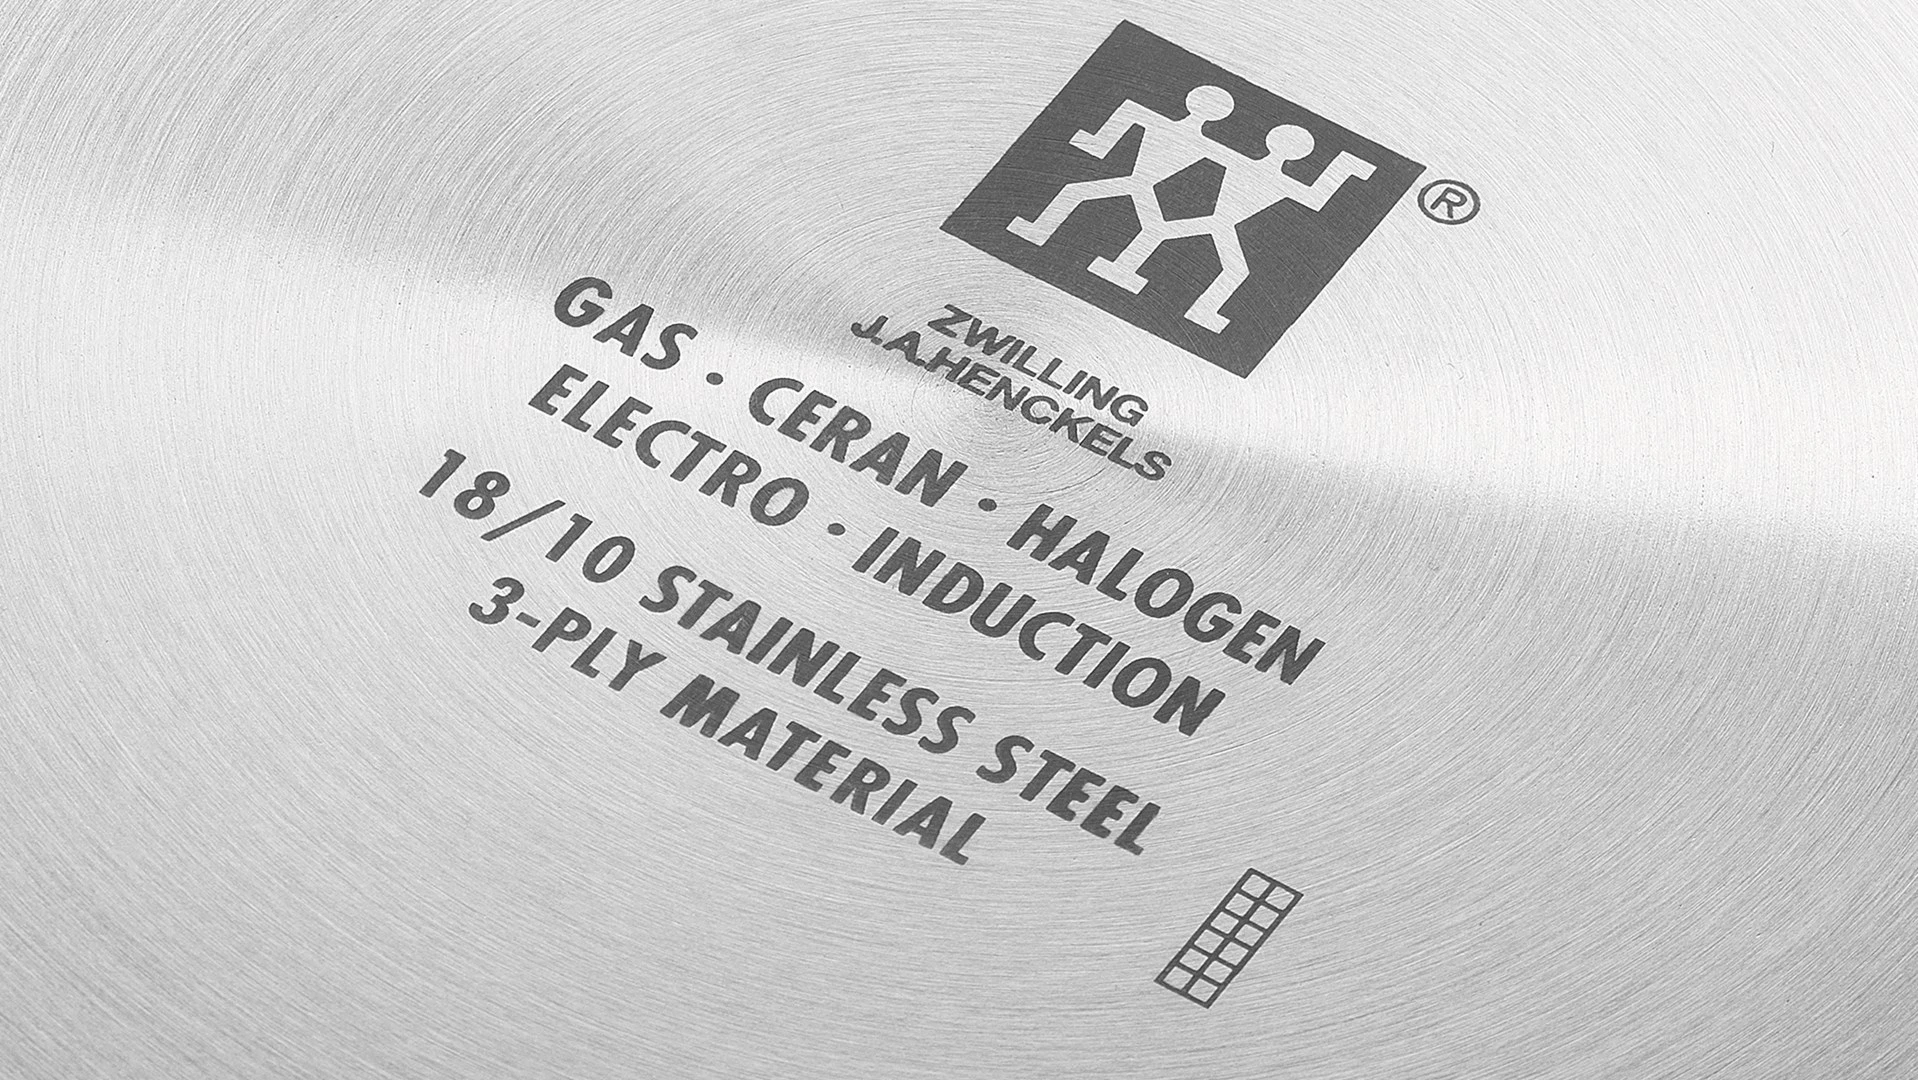 ®
ZWILLING
J.A.HENCKELS
GAS · CERAN · HALOGEN
ELECTRO · INDUCTION
18/10 STAINLESS STEEL
3-PLY MATERIAL